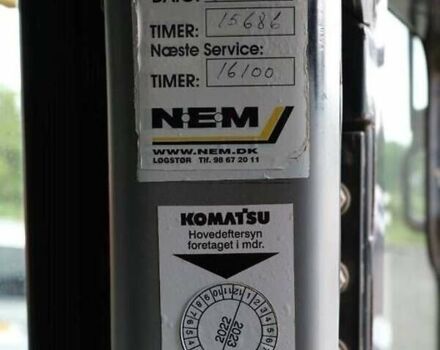 TIMER: 15686
Næste Service:
TIMER: 16100
N·E·M
WWW.NEM.DK
LØGSTØR Tlf. 98 67 20 11
KOMATSU
Hovedeftersyn
foretaget i mdr.
2022
2023